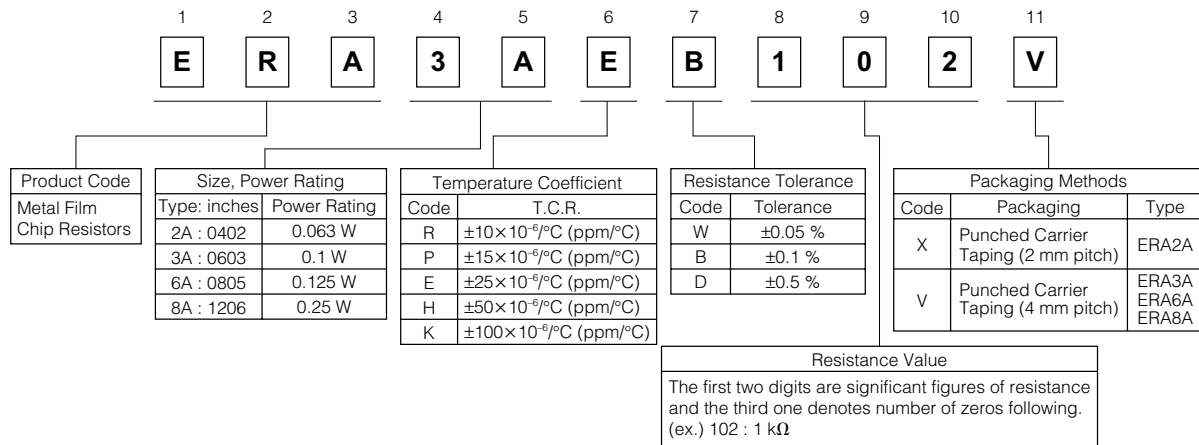 1 2 3 4 5 6 7 8 9 10 11
E R A 3 A E B 1 0 2 V
Product Code
Metal Film
Chip Resistors
Size, Power Rating
Type: inches Power Rating
2A : 0402 0.063 W
3A : 0603 0.1 W
6A : 0805 0.125 W
8A : 1206 0.25 W
Temperature Coefficient
Code T.C.R.
R ±10×10⁻⁶/°C (ppm/°C)
P ±15×10⁻⁶/°C (ppm/°C)
E ±25×10⁻⁶/°C (ppm/°C)
H ±50×10⁻⁶/°C (ppm/°C)
K ±100×10⁻⁶/°C (ppm/°C)
Resistance Tolerance
Code Tolerance
W ±0.05 %
B ±0.1 %
D ±0.5 %
Packaging Methods
Code Packaging Type
X Punched Carrier
Taping (2 mm pitch) ERA2A
V Punched Carrier
Taping (4 mm pitch) ERA3A
ERA6A
ERA8A
Resistance Value
The first two digits are significant figures of resistance
and the third one denotes number of zeros following.
(ex.) 102 : 1 kΩ